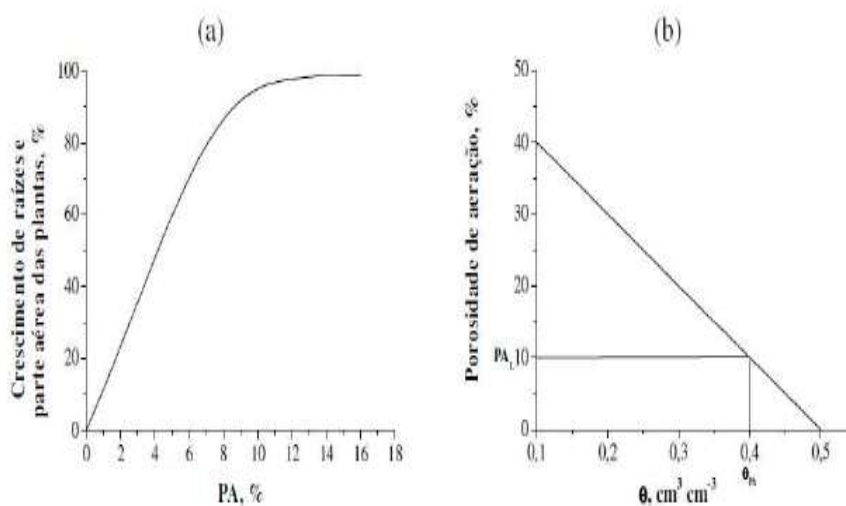 (a)
Crescimento de raízes e
parte aérea das plantas, %
100
80
60
40
20
0
0 2 4 6 8 10 12 14 16 18
PA, %
(b)
Porosidade de aeração, %
50
40
30
20
PA_L 10
0
0.1 0,2 0,3 0,4 0,5
θ_PA
θ, cm³ cm⁻³